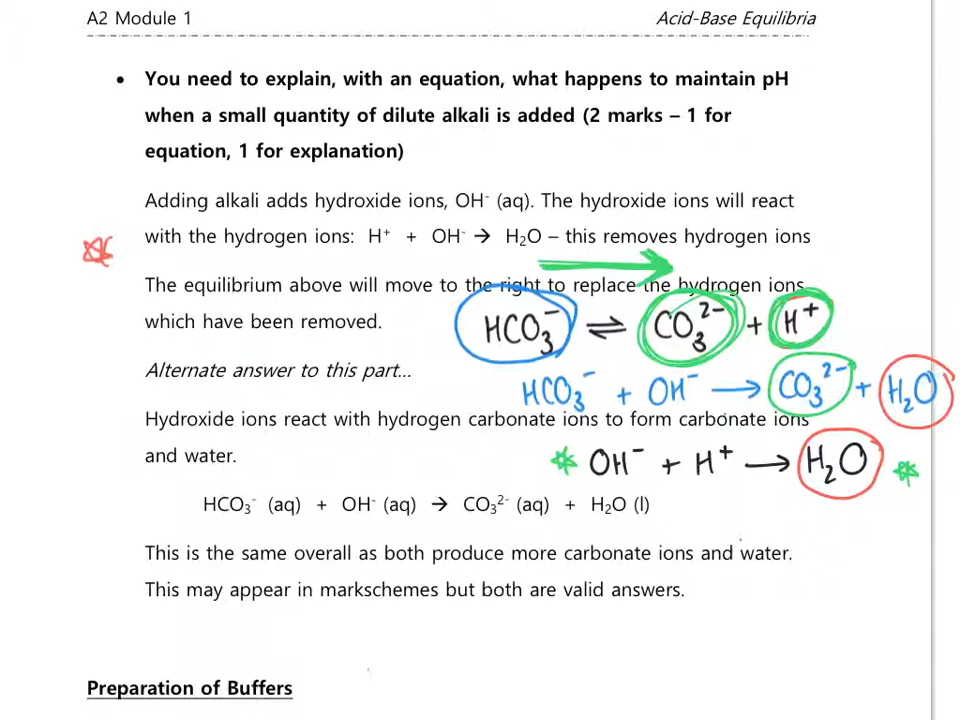 A2 Module 1 Acid-Base Equilibria
• You need to explain, with an equation, what happens to maintain pH
when a small quantity of dilute alkali is added (2 marks – 1 for
equation, 1 for explanation)
Adding alkali adds hydroxide ions, OH⁻ (aq). The hydroxide ions will react
with the hydrogen ions: H⁺ + OH⁻ → H₂O – this removes hydrogen ions
The equilibrium above will move to the right to replace the hydrogen ions
which have been removed.
HCO₃⁻ ⇌ CO₃²⁻ + H⁺
Alternate answer to this part...
HCO₃⁻ + OH⁻ → CO₃²⁻ + H₂O
Hydroxide ions react with hydrogen carbonate ions to form carbonate ions
and water.
* OH⁻ + H⁺ → H₂O *
HCO₃⁻ (aq) + OH⁻ (aq) → CO₃²⁻ (aq) + H₂O (l)
This is the same overall as both produce more carbonate ions and water.
This may appear in markschemes but both are valid answers.
Preparation of Buffers